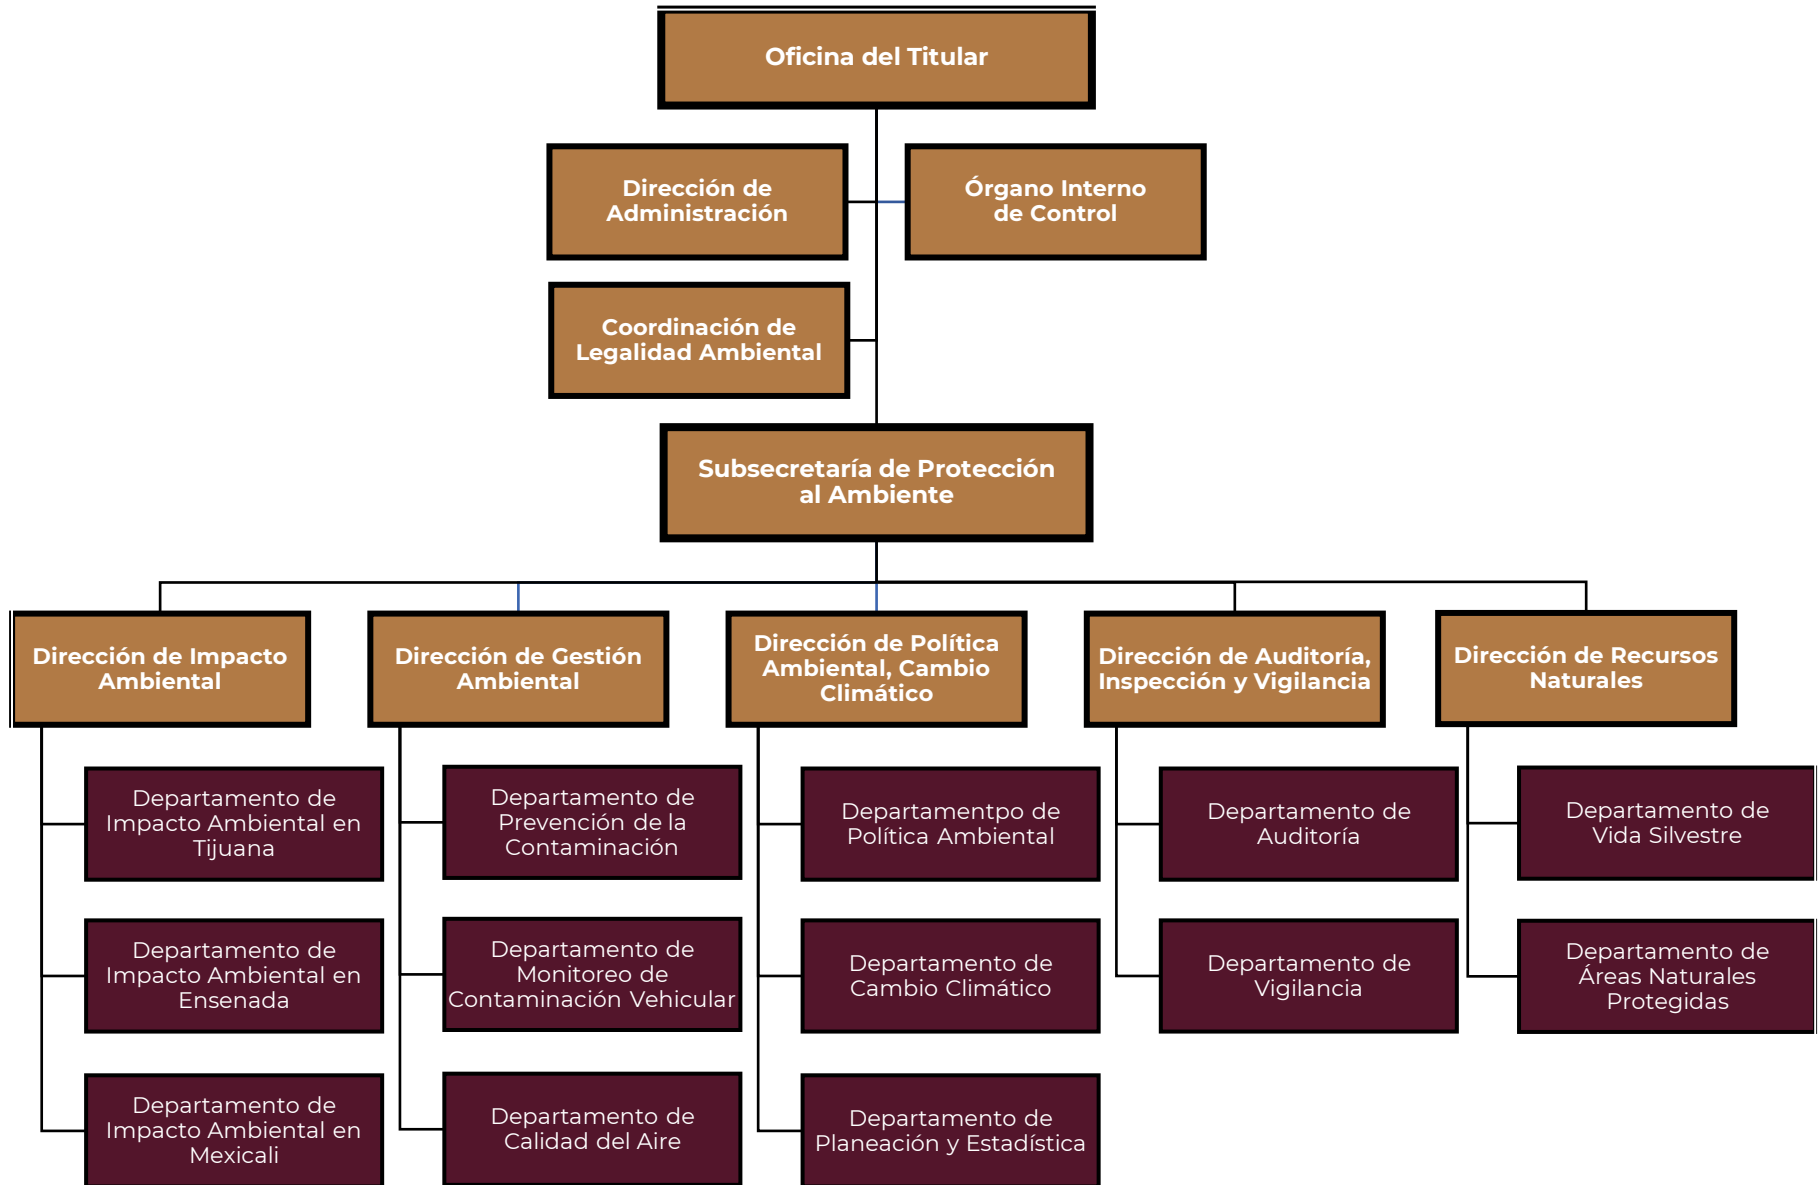 Oficina del Titular
Dirección de
Administración
Órgano Interno
de Control
Coordinación de
Legalidad Ambiental
Subsecretaría de Protección
al Ambiente
Dirección de Impacto
Ambiental
Dirección de Gestión
Ambiental
Dirección de Política
Ambiental, Cambio
Climático
Dirección de Auditoría,
Inspección y Vigilancia
Dirección de Recursos
Naturales
Departamento de
Impacto Ambiental en
Tijuana
Departamento de
Prevención de la
Contaminación
Departamentpo de
Política Ambiental
Departamento de
Auditoría
Departamento de
Vida Silvestre
Departamento de
Impacto Ambiental en
Ensenada
Departamento de
Monitoreo de
Contaminación Vehicular
Departamento de
Cambio Climático
Departamento de
Vigilancia
Departamento de
Áreas Naturales
Protegidas
Departamento de
Impacto Ambiental en
Mexicali
Departamento de
Calidad del Aire
Departamento de
Planeación y Estadística